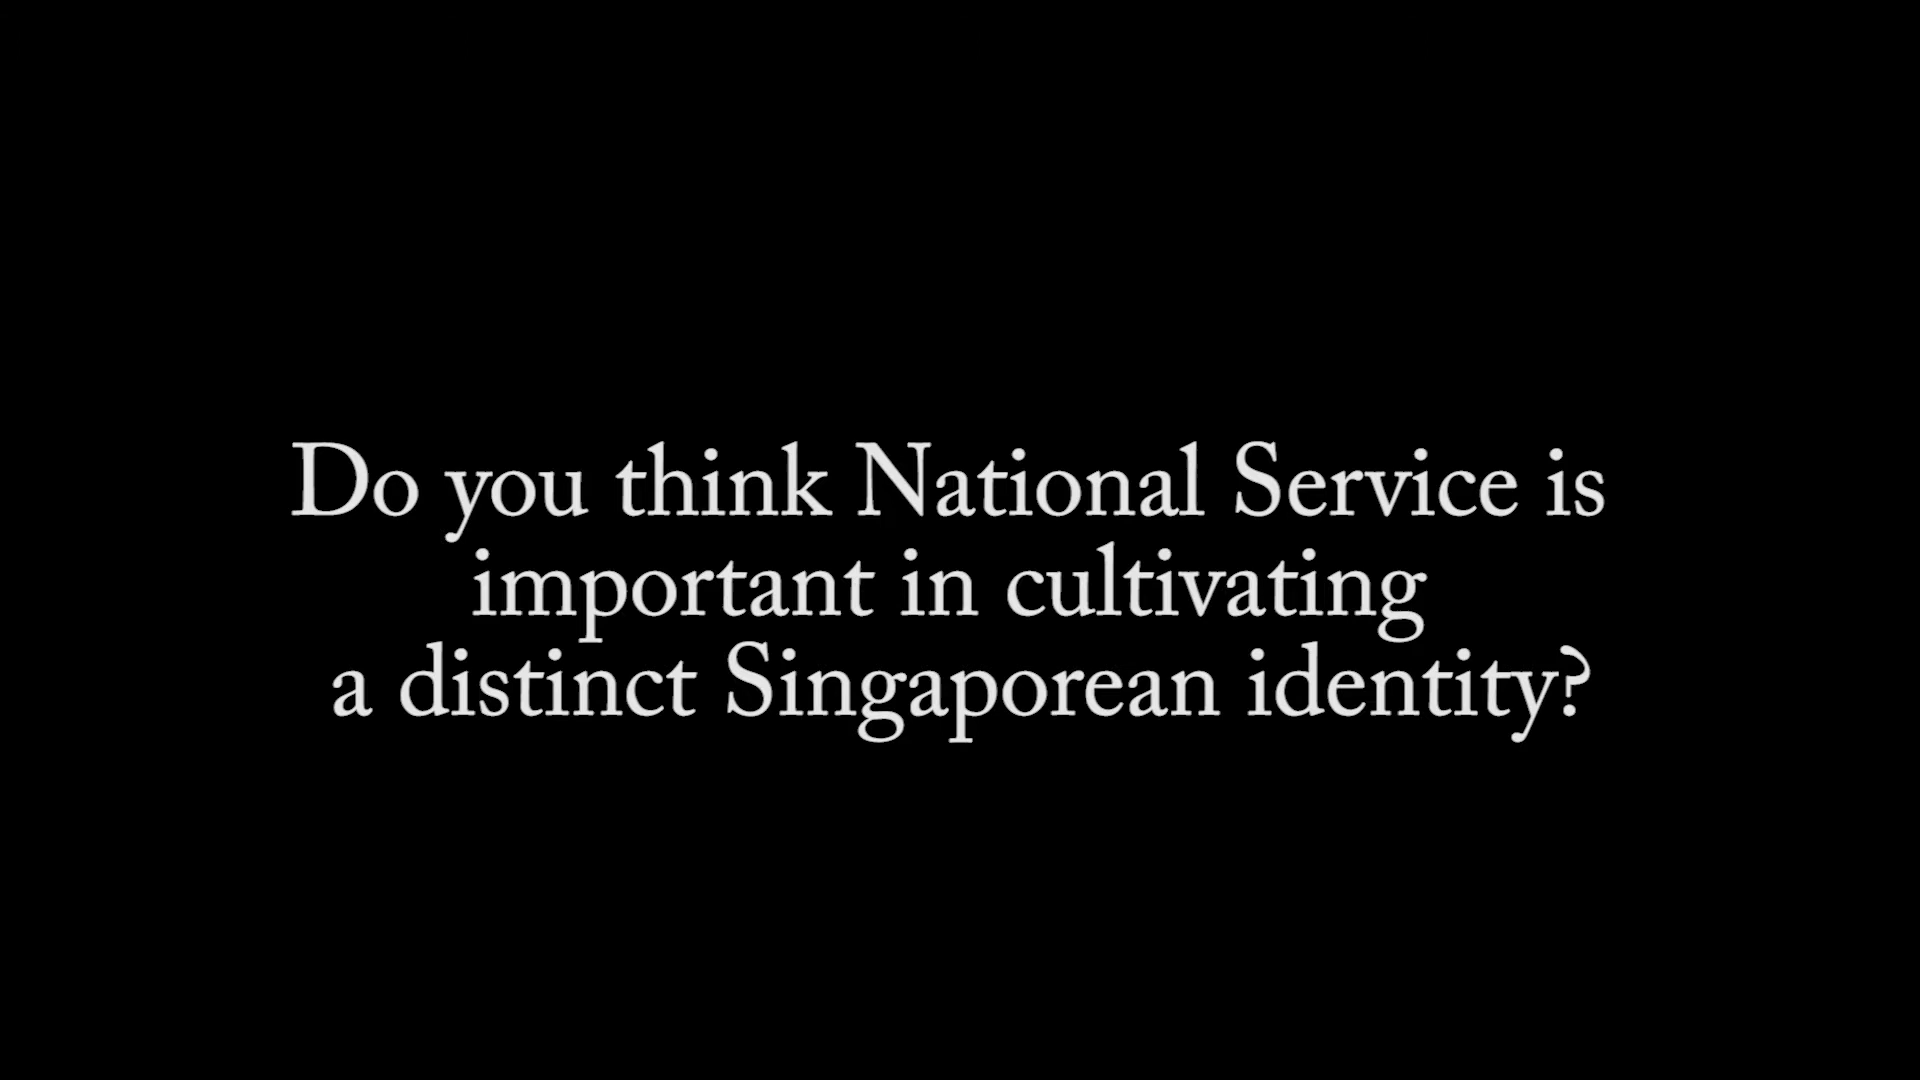 Do you think National Service is
important in cultivating
a distinct Singaporean identity?